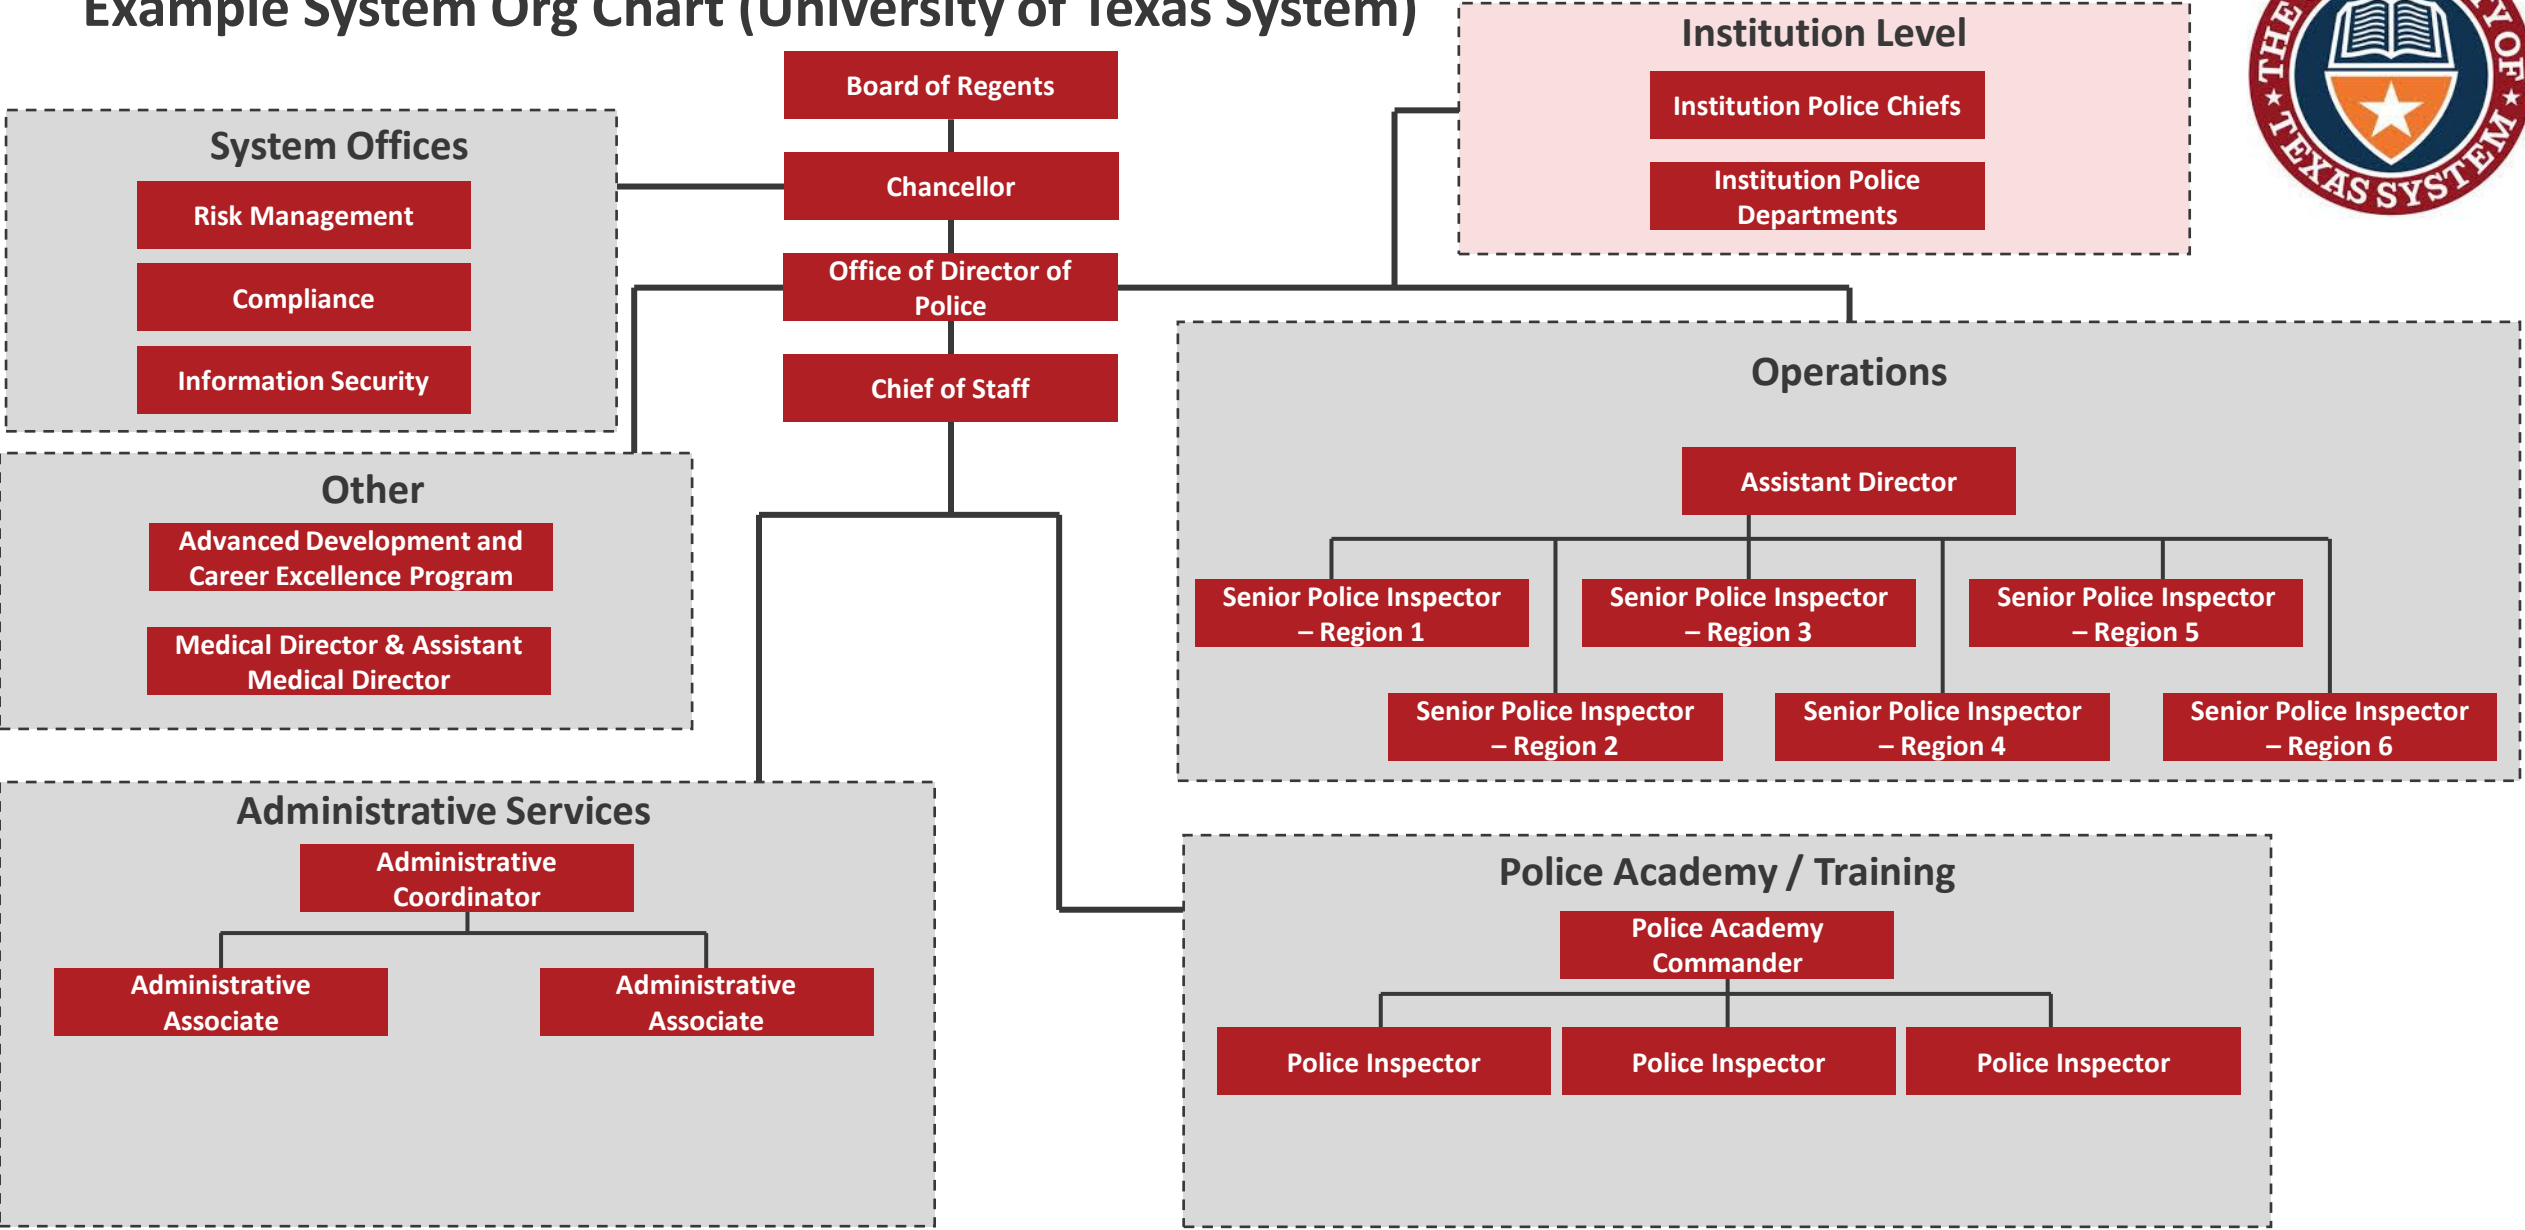 Example System Org Chart (University of Texas System)
Board of Regents
Chancellor
Office of Director of
Police
Chief of Staff
System Offices
Risk Management
Compliance
Information Security
Other
Advanced Development and
Career Excellence Program
Medical Director & Assistant
Medical Director
Administrative Services
Administrative
Coordinator
Administrative
Associate
Administrative
Associate
Institution Level
Institution Police Chiefs
Institution Police
Departments
Operations
Assistant Director
Senior Police Inspector
– Region 1
Senior Police Inspector
– Region 3
Senior Police Inspector
– Region 5
Senior Police Inspector
– Region 2
Senior Police Inspector
– Region 4
Senior Police Inspector
– Region 6
Police Academy / Training
Police Academy
Commander
Police Inspector
Police Inspector
Police Inspector
THE
OF
TEXAS SYSTEM